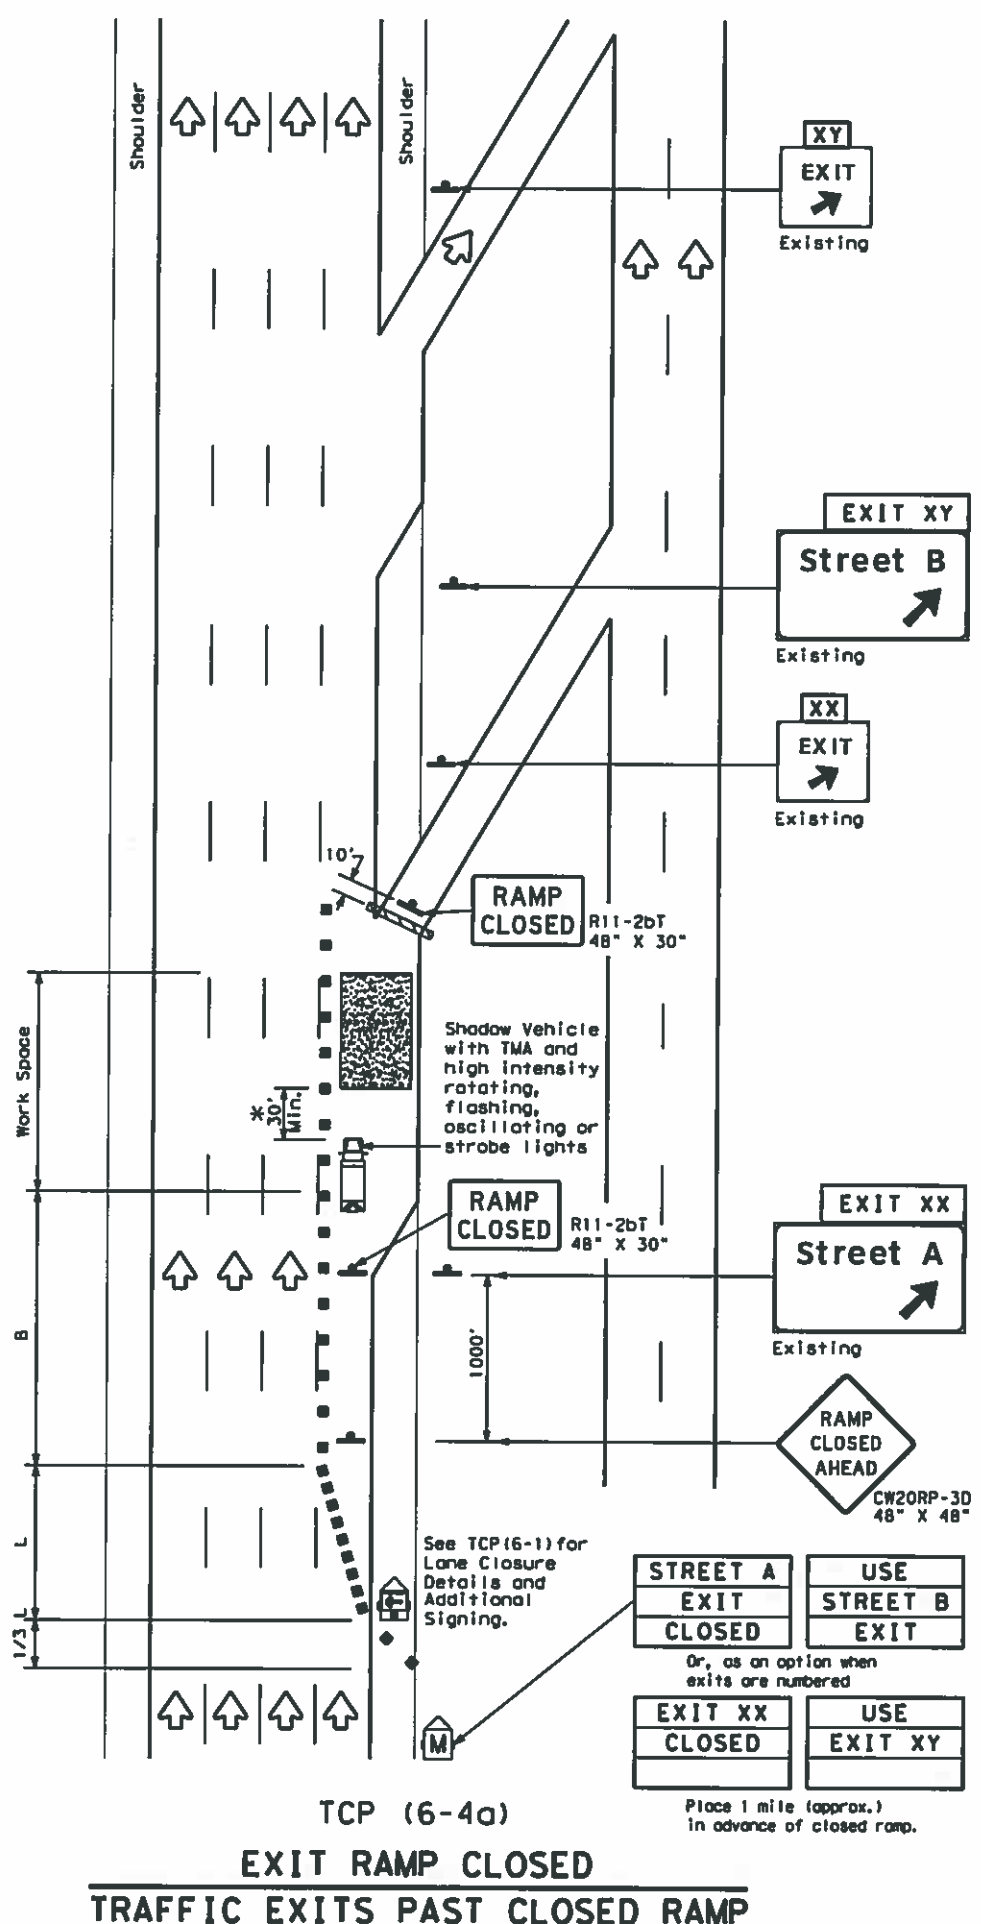 Shoulder
Shoulder
XY
EXIT
Existing
EXIT XY
Street B
Existing
XX
EXIT
Existing
10'
RAMP
CLOSED
R11-2bT
48" X 30"
Work Space
*
30'
Min.
Shadow Vehicle
with TMA and
high intensity
rotating,
flashing,
oscillating or
strobe lights
RAMP
CLOSED
R11-2bT
48" X 30"
EXIT XX
Street A
Existing
B
1000'
RAMP
CLOSED
AHEAD
CW20RP-3D
48" X 48"
L
1/3 L
See TCP(6-1)for
Lane Closure
Details and
Additional
Signing.
STREET A
EXIT
CLOSED
USE
STREET B
EXIT
Or, as an option when
exits are numbered
EXIT XX
CLOSED
USE
EXIT XY
M
Place 1 mile (approx.)
in advance of closed ramp.
TCP (6-4a)
EXIT RAMP CLOSED
TRAFFIC EXITS PAST CLOSED RAMP